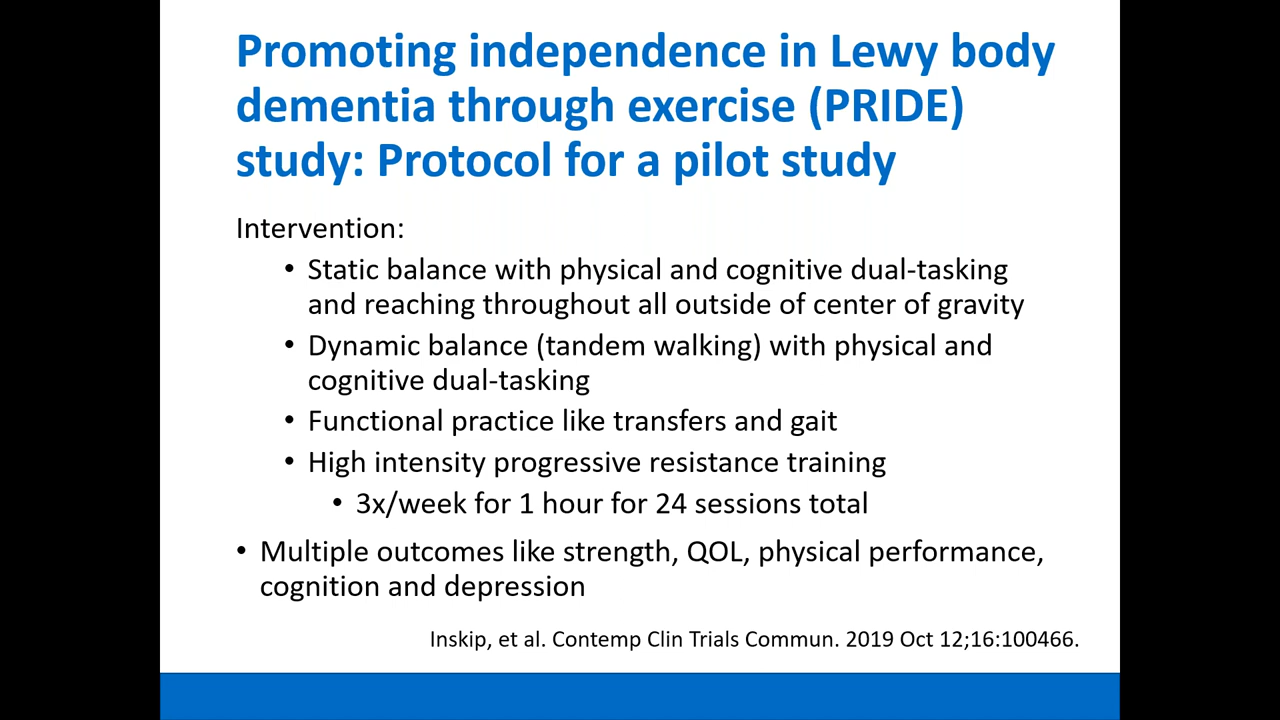 Promoting independence in Lewy body
dementia through exercise (PRIDE)
study: Protocol for a pilot study
Intervention:
• Static balance with physical and cognitive dual-tasking
and reaching throughout all outside of center of gravity
• Dynamic balance (tandem walking) with physical and
cognitive dual-tasking
• Functional practice like transfers and gait
• High intensity progressive resistance training
• 3x/week for 1 hour for 24 sessions total
• Multiple outcomes like strength, QOL, physical performance,
cognition and depression
Inskip, et al. Contemp Clin Trials Commun. 2019 Oct 12;16:100466.